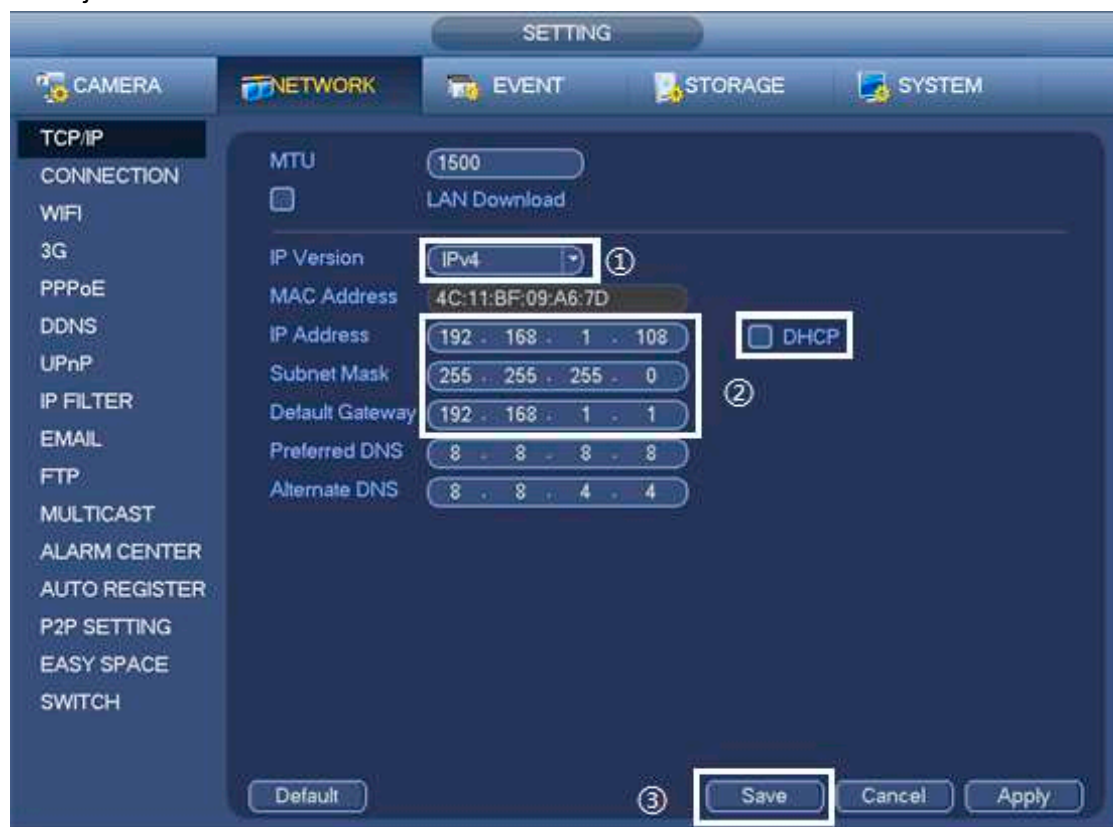 SETTING
CAMERA NETWORK EVENT STORAGE SYSTEM
TCP/IP
CONNECTION
WIFI
3G
PPPoE
DDNS
UPnP
IP FILTER
EMAIL
FTP
MULTICAST
ALARM CENTER
AUTO REGISTER
P2P SETTING
EASY SPACE
SWITCH
MTU 1500
LAN Download
IP Version IPv4 ①
MAC Address 4C:11:BF:09:A6:7D
IP Address 192 . 168 . 1 . 108 DHCP
Subnet Mask 255 . 255 . 255 . 0 ②
Default Gateway 192 . 168 . 1 . 1
Preferred DNS 8 . 8 . 8 . 8
Alternate DNS 8 . 8 . 4 . 4
Default ③ Save Cancel Apply